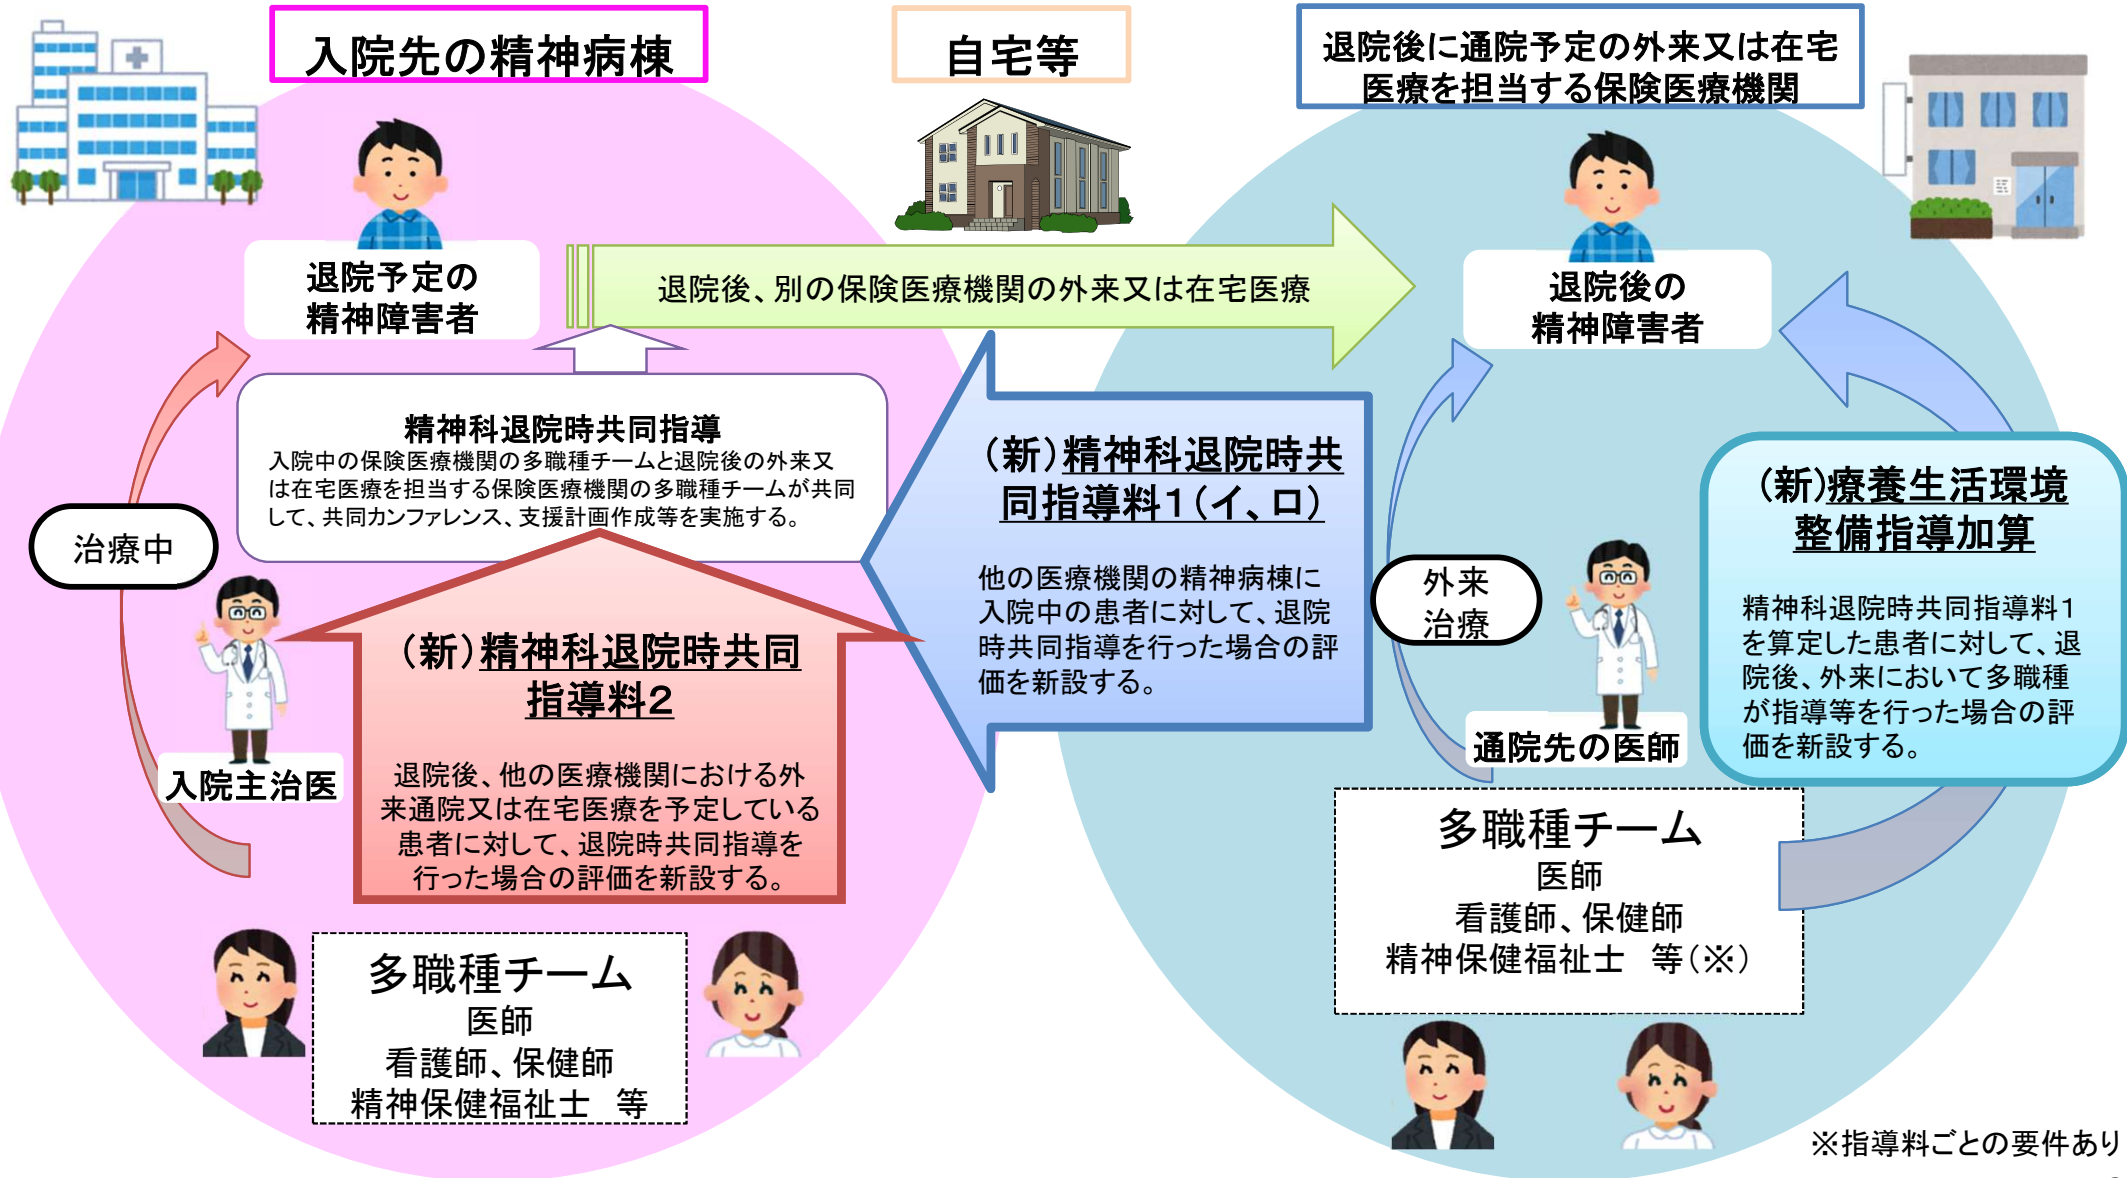 入院先の精神病棟
自宅等
退院後に通院予定の外来又は在宅
医療を担当する保険医療機関
退院予定の
精神障害者
退院後、別の保険医療機関の外来又は在宅医療
退院後の
精神障害者
精神科退院時共同指導
入院中の保険医療機関の多職種チームと退院後の外来又
は在宅医療を担当する保険医療機関の多職種チームが共同
して、共同カンファレンス、支援計画作成等を実施する。
治療中
入院主治医
（新）精神科退院時共同
指導料２
退院後、他の医療機関における外
来通院又は在宅医療を予定している
患者に対して、退院時共同指導を
行った場合の評価を新設する。
多職種チーム
医師
看護師、保健師
精神保健福祉士　等
（新）精神科退院時共
同指導料１（イ、ロ）
他の医療機関の精神病棟に
入院中の患者に対して、退院
時共同指導を行った場合の評
価を新設する。
外来
治療
通院先の医師
（新）療養生活環境
整備指導加算
精神科退院時共同指導料１
を算定した患者に対して、退
院後、外来において多職種
が指導等を行った場合の評
価を新設する。
多職種チーム
医師
看護師、保健師
精神保健福祉士　等（※）
※指導料ごとの要件あり